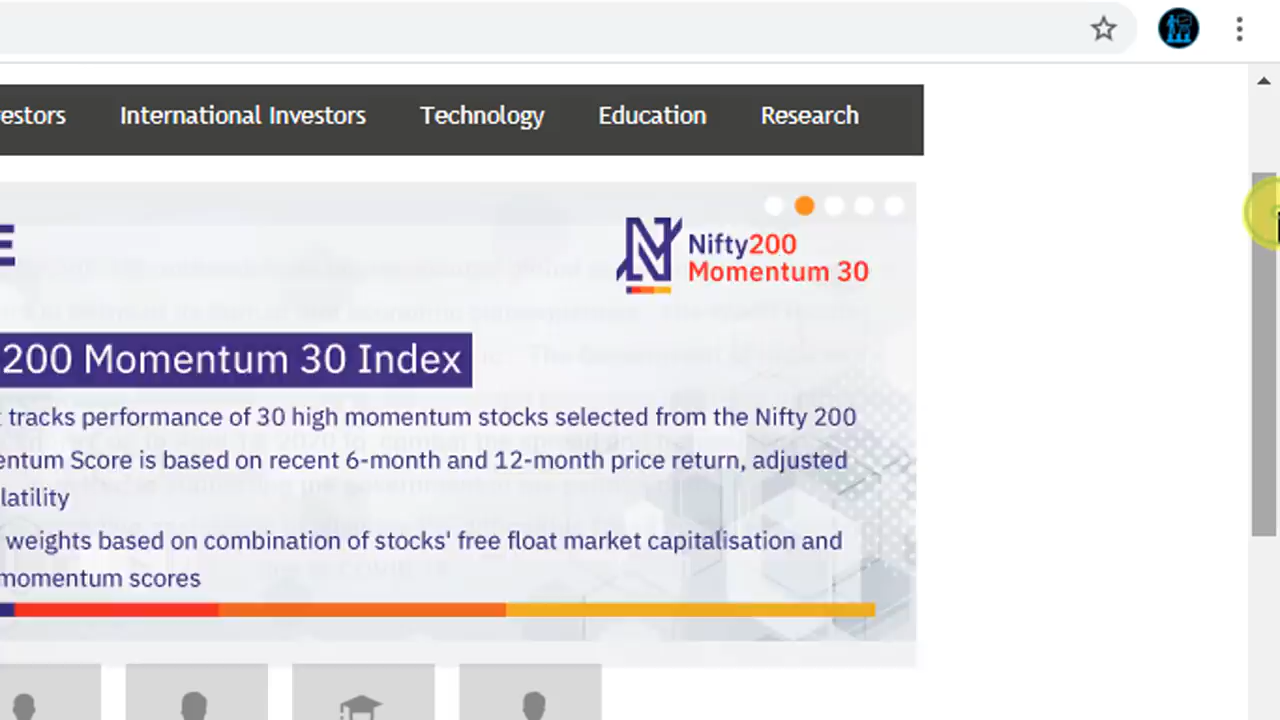 estors International Investors Technology Education Research
E
Nifty200
Momentum 30
200 Momentum 30 Index
tracks performance of 30 high momentum stocks selected from the Nifty 200
entum Score is based on recent 6-month and 12-month price return, adjusted
latility
weights based on combination of stocks' free float market capitalisation and
momentum scores